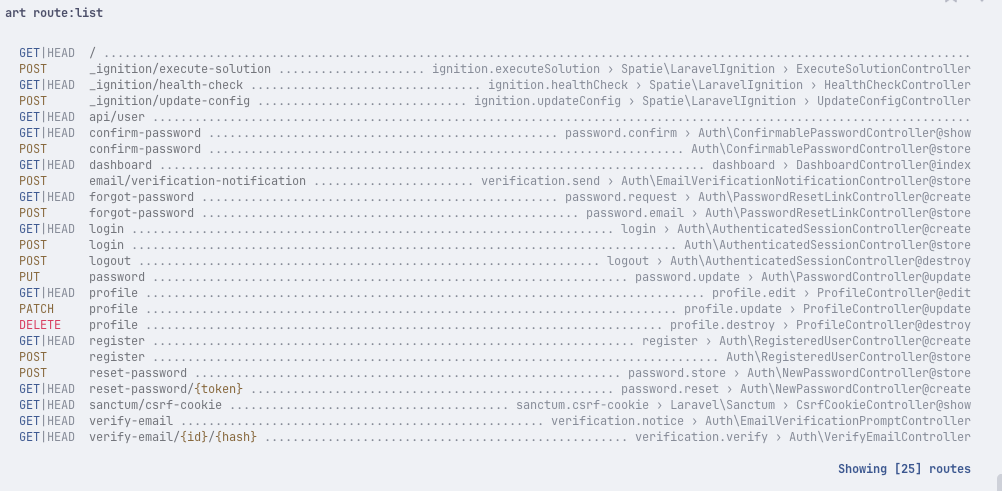 art route:list
GET|HEAD / ............................................................................................................................
POST _ignition/execute-solution ..................... ignition.executeSolution › Spatie\LaravelIgnition › ExecuteSolutionController
GET|HEAD _ignition/health-check ................................. ignition.healthCheck › Spatie\LaravelIgnition › HealthCheckController
POST _ignition/update-config .............................. ignition.updateConfig › Spatie\LaravelIgnition › UpdateConfigController
GET|HEAD api/user .....................................................................................................................
GET|HEAD confirm-password .................................................. password.confirm › Auth\ConfirmablePasswordController@show
POST confirm-password .................................................................... Auth\ConfirmablePasswordController@store
GET|HEAD dashboard .............................................................................. dashboard › DashboardController@index
POST email/verification-notification ........................ verification.send › Auth\EmailVerificationNotificationController@store
GET|HEAD forgot-password ................................................... password.request › Auth\PasswordResetLinkController@create
POST forgot-password ...................................................... password.email › Auth\PasswordResetLinkController@store
GET|HEAD login ..................................................................... login › Auth\AuthenticatedSessionController@create
POST login .............................................................................. Auth\AuthenticatedSessionController@store
POST logout .................................................................. logout › Auth\AuthenticatedSessionController@destroy
PUT password ..................................................................... password.update › Auth\PasswordController@update
GET|HEAD profile ................................................................................ profile.edit › ProfileController@edit
PATCH profile ............................................................................ profile.update › ProfileController@update
DELETE profile .......................................................................... profile.destroy › ProfileController@destroy
GET|HEAD register ..................................................................... register › Auth\RegisteredUserController@create
POST register ................................................................................. Auth\RegisteredUserController@store
POST reset-password ............................................................. password.store › Auth\NewPasswordController@store
GET|HEAD reset-password/{token} ..................................................... password.reset › Auth\NewPasswordController@create
GET|HEAD sanctum/csrf-cookie ........................................ sanctum.csrf-cookie › Laravel\Sanctum › CsrfCookieController@show
GET|HEAD verify-email ..................................................... verification.notice › Auth\EmailVerificationPromptController
GET|HEAD verify-email/{id}/{hash} .................................................... verification.verify › Auth\VerifyEmailController
Showing [25] routes